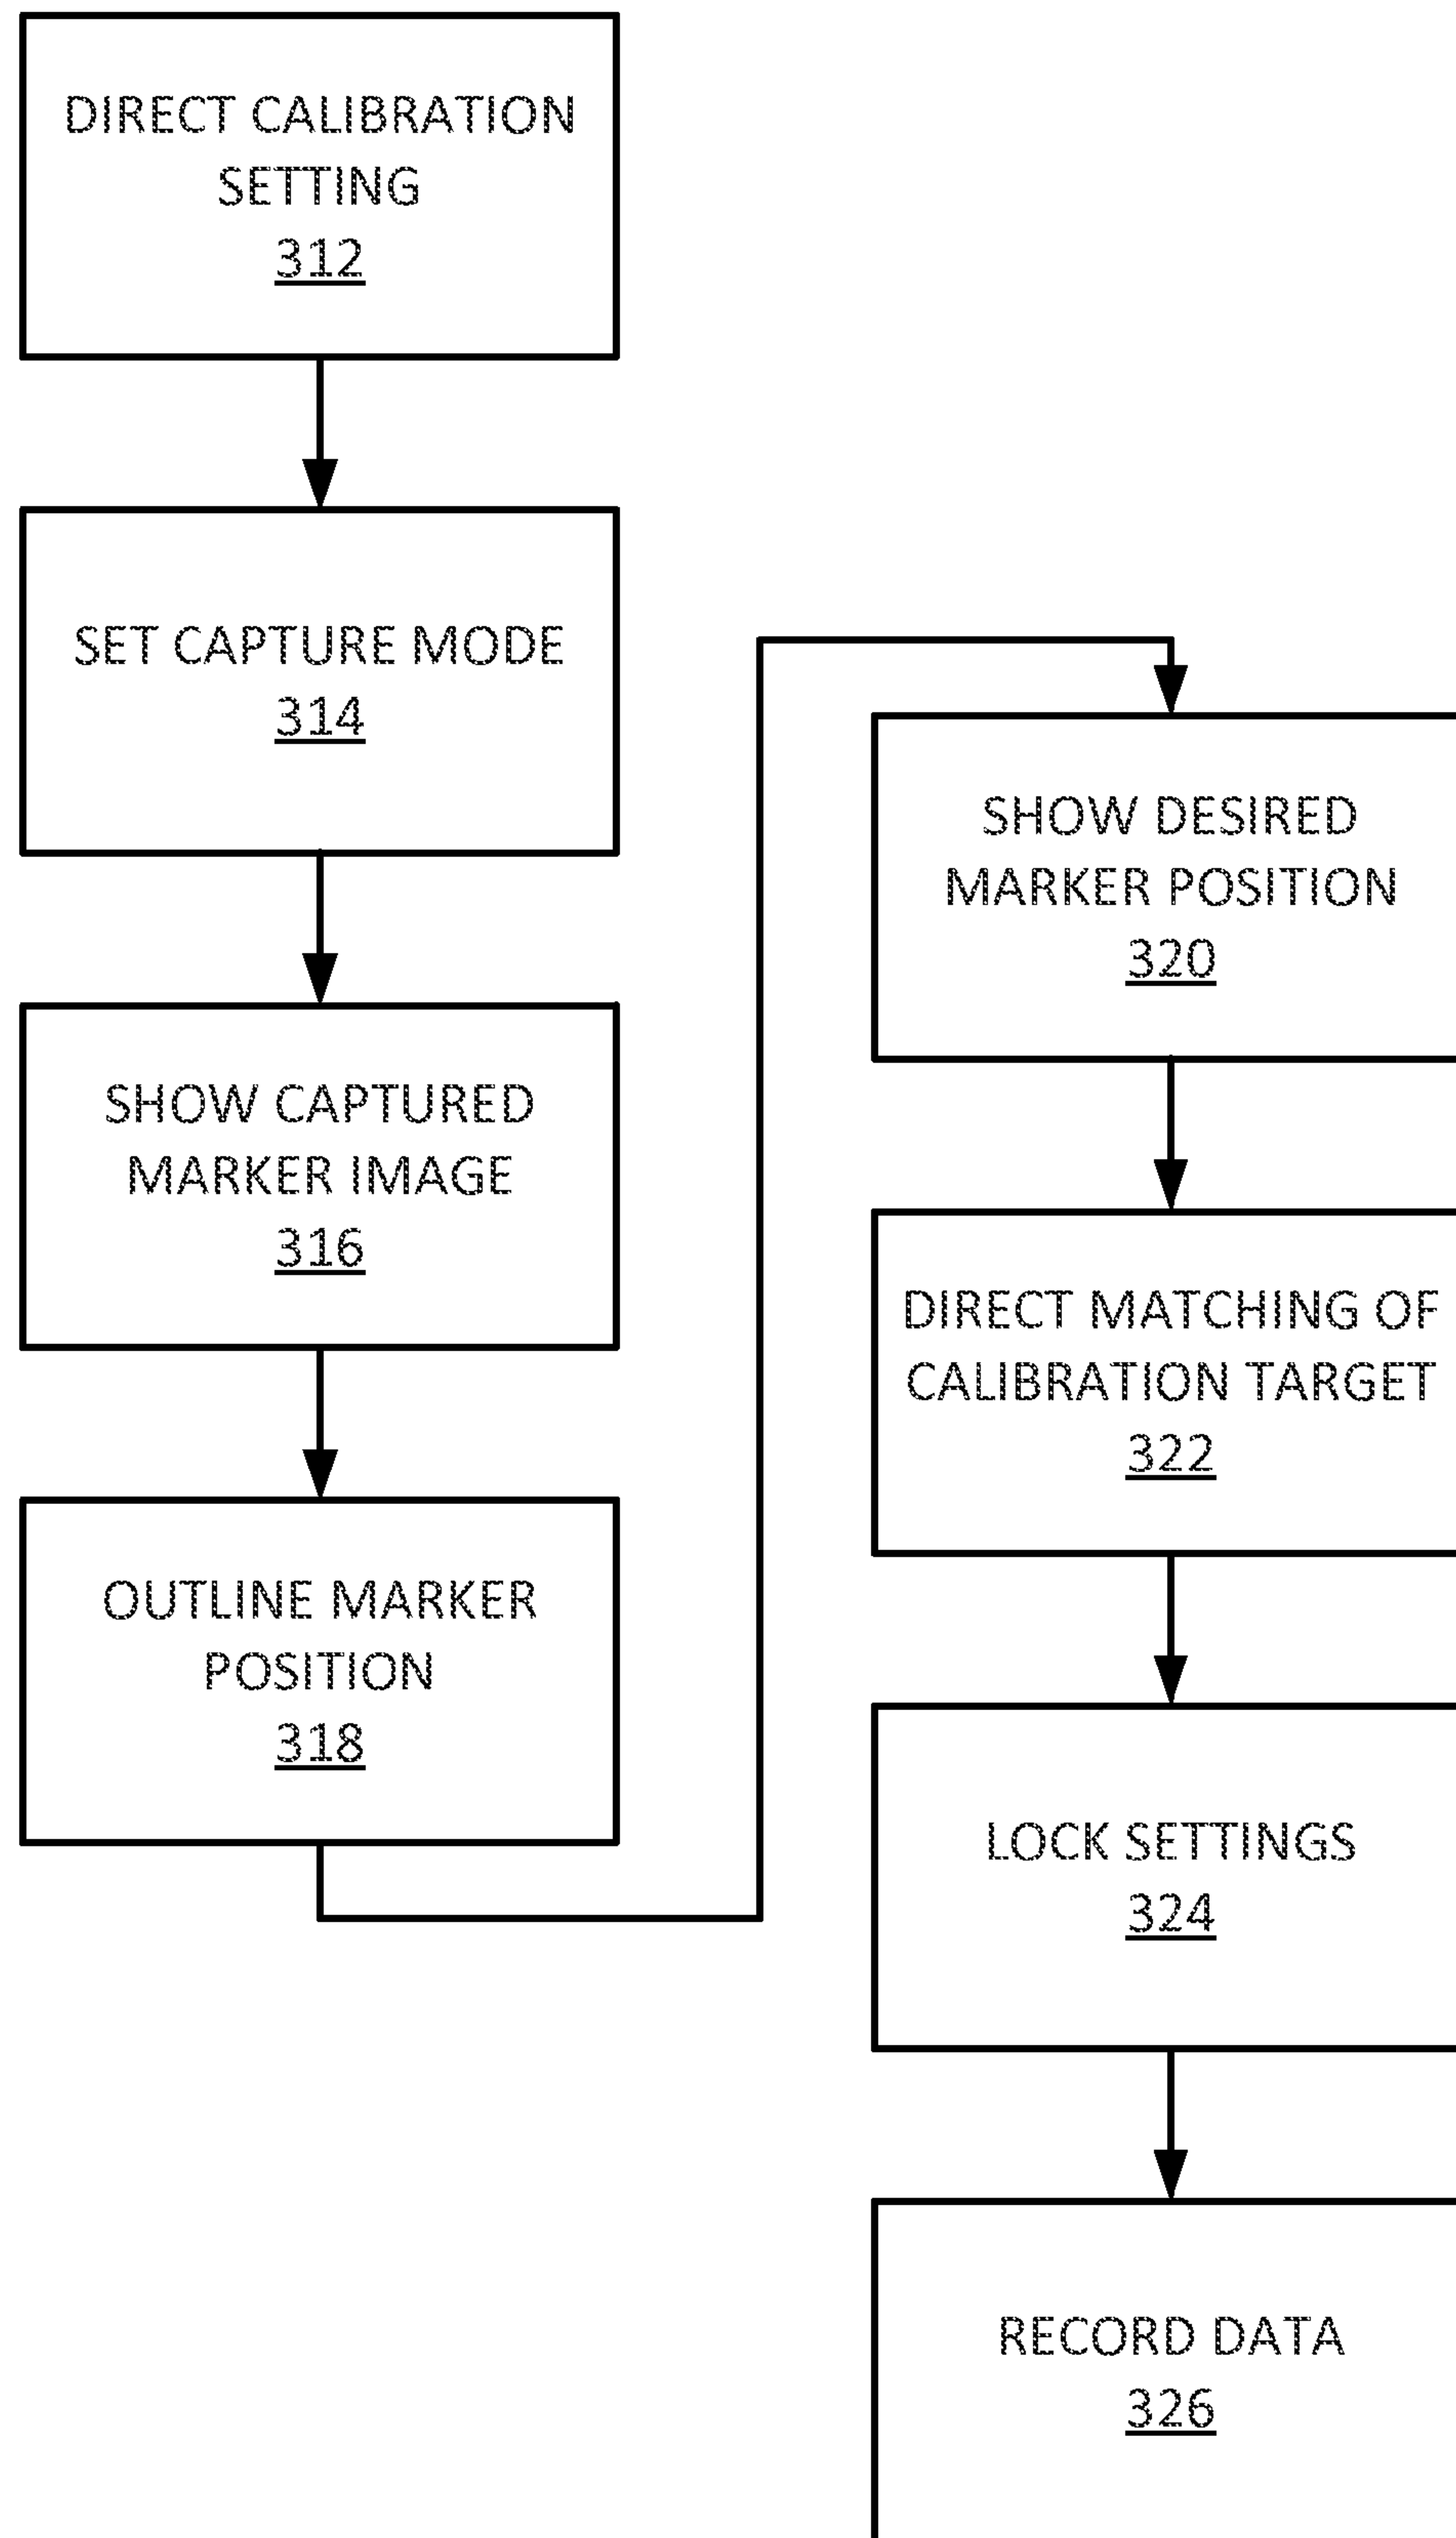 DIRECT CALIBRATION
SETTING
312
SET CAPTURE MODE
314
SHOW CAPTURED
MARKER IMAGE
316
OUTLINE MARKER
POSITION
318
SHOW DESIRED
MARKER POSITION
320
DIRECT MATCHING OF
CALIBRATION TARGET
322
LOCK SETTINGS
324
RECORD DATA
326